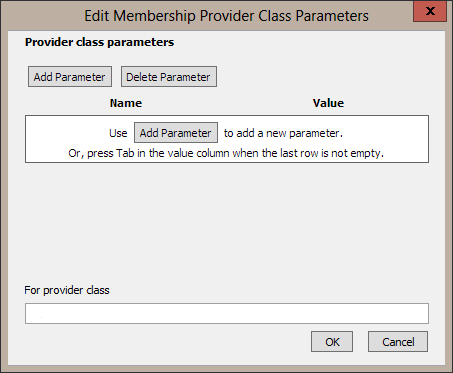 Edit Membership Provider Class Parameters
x
Provider class parameters
Add Parameter Delete Parameter
Name Value
Use Add Parameter to add a new parameter.
Or, press Tab in the value column when the last row is not empty.
For provider class
OK Cancel